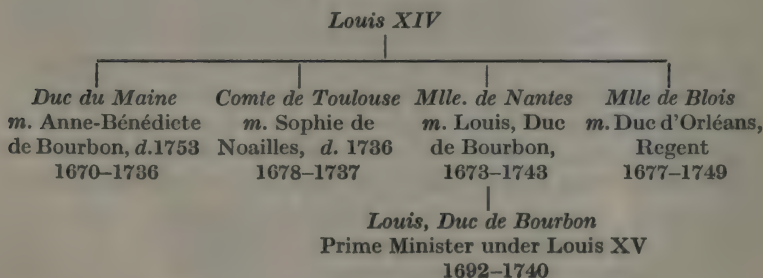 Louis XIV
Duc du Maine
m. Anne-Bénédicte
de Bourbon, d.1753
1670–1736
Comte de Toulouse
m. Sophie de
Noailles, d. 1736
1678–1737
Mlle. de Nantes
m. Louis, Duc
de Bourbon,
1673–1743
Mlle de Blois
m. Duc d'Orléans,
Regent
1677–1749
Louis, Duc de Bourbon
Prime Minister under Louis XV
1692–1740